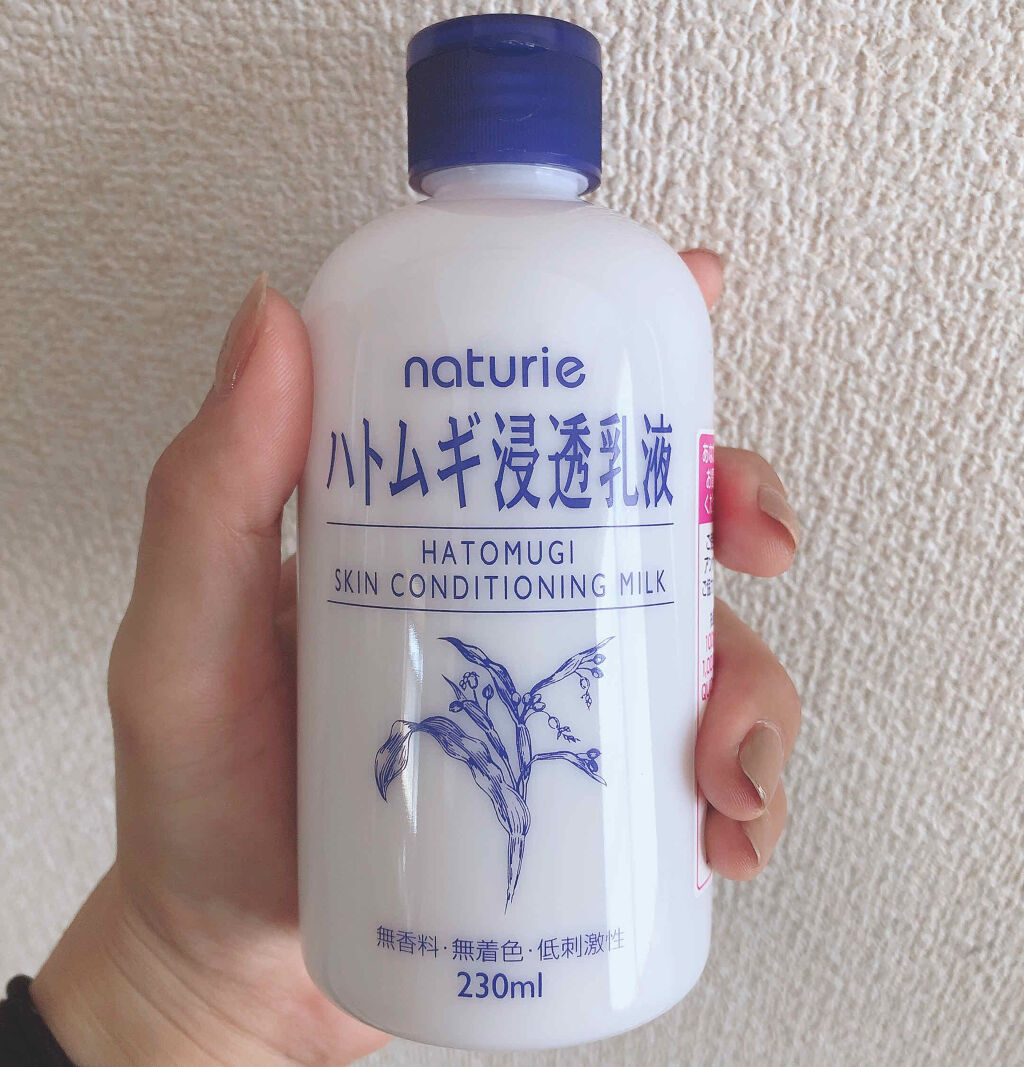 naturie
ハトムギ浸透乳液
HATOMUGI
SKIN CONDITIONING MILK
無香料・無着色・低刺激性
230ml